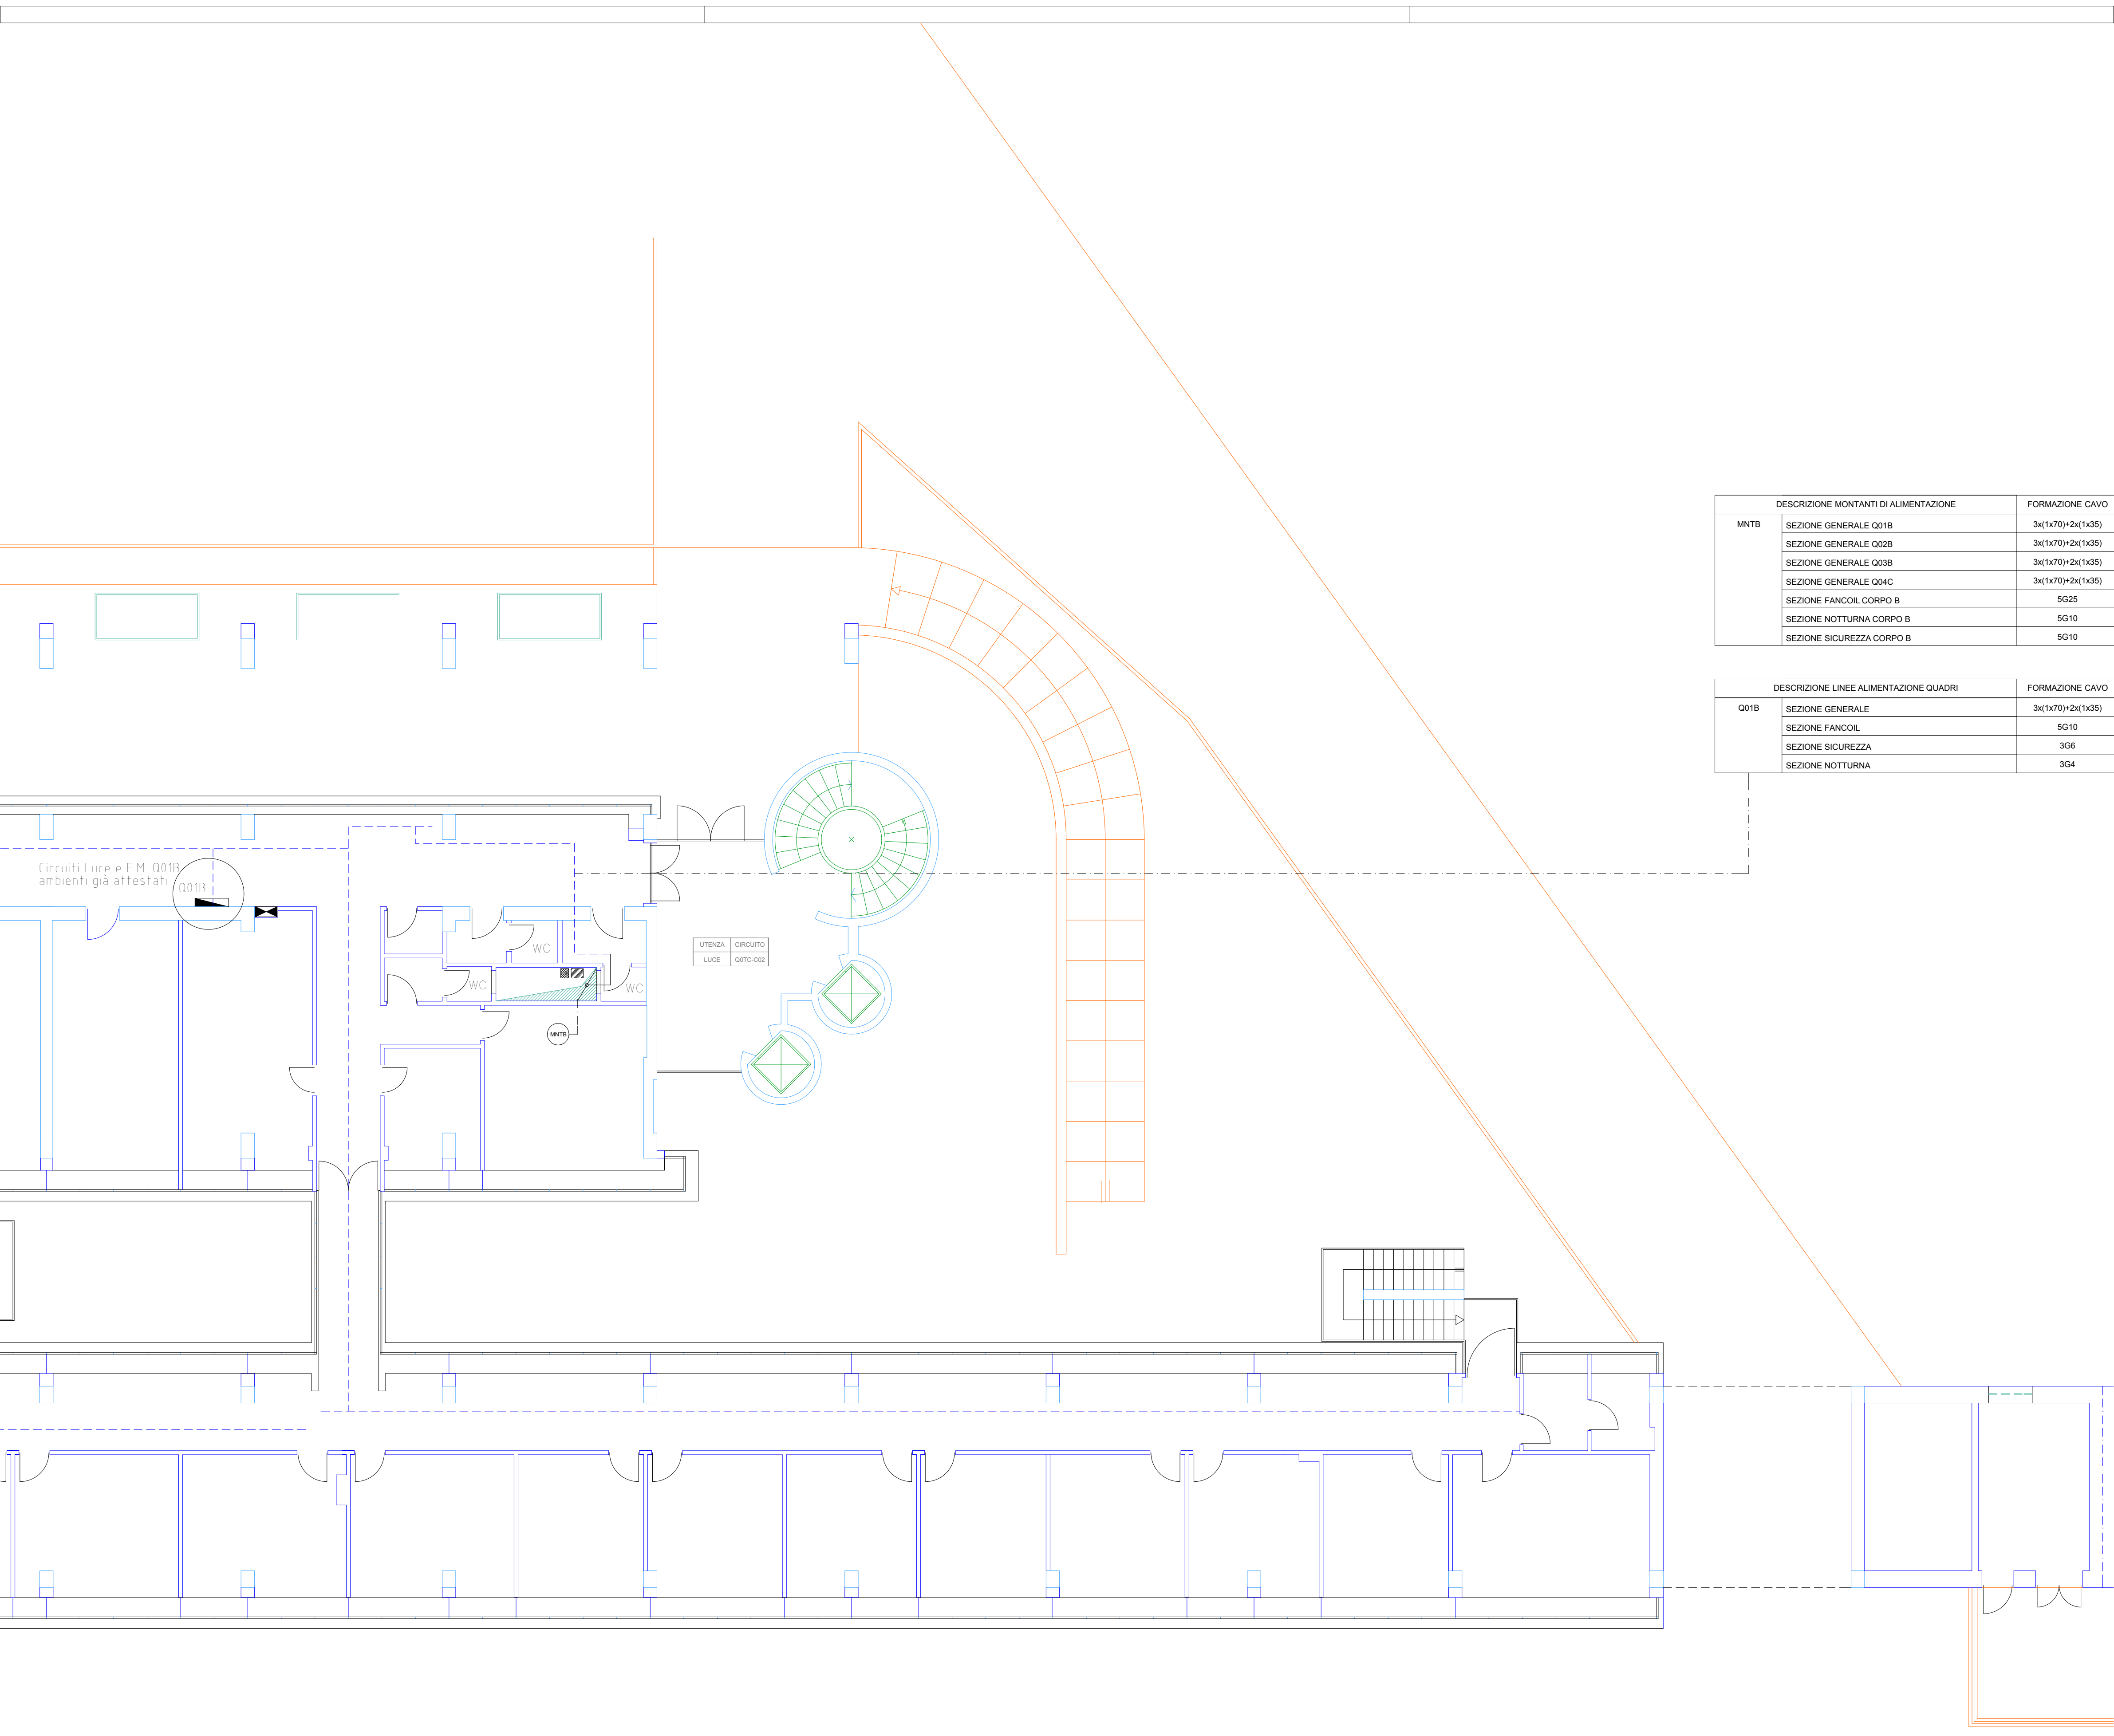 DESCRIZIONE MONTANTI DI ALIMENTAZIONE FORMAZIONE CAVO
MNTB SEZIONE GENERALE Q01B 3x(1x70)+2x(1x35)
SEZIONE GENERALE Q02B 3x(1x70)+2x(1x35)
SEZIONE GENERALE Q03B 3x(1x70)+2x(1x35)
SEZIONE GENERALE Q04C 3x(1x70)+2x(1x35)
SEZIONE FANCOIL CORPO B 5G25
SEZIONE NOTTURNA CORPO B 5G10
SEZIONE SICUREZZA CORPO B 5G10
DESCRIZIONE LINEE ALIMENTAZIONE QUADRI FORMAZIONE CAVO
Q01B SEZIONE GENERALE 3x(1x70)+2x(1x35)
SEZIONE FANCOIL 5G10
SEZIONE SICUREZZA 3G6
SEZIONE NOTTURNA 3G4
Circuiti Luce e F.M. Q01B
ambienti già attestati
Q01B
UTENZA CIRCUITO
LUCE Q0TC-C02
WC
WC
WC
MNTB